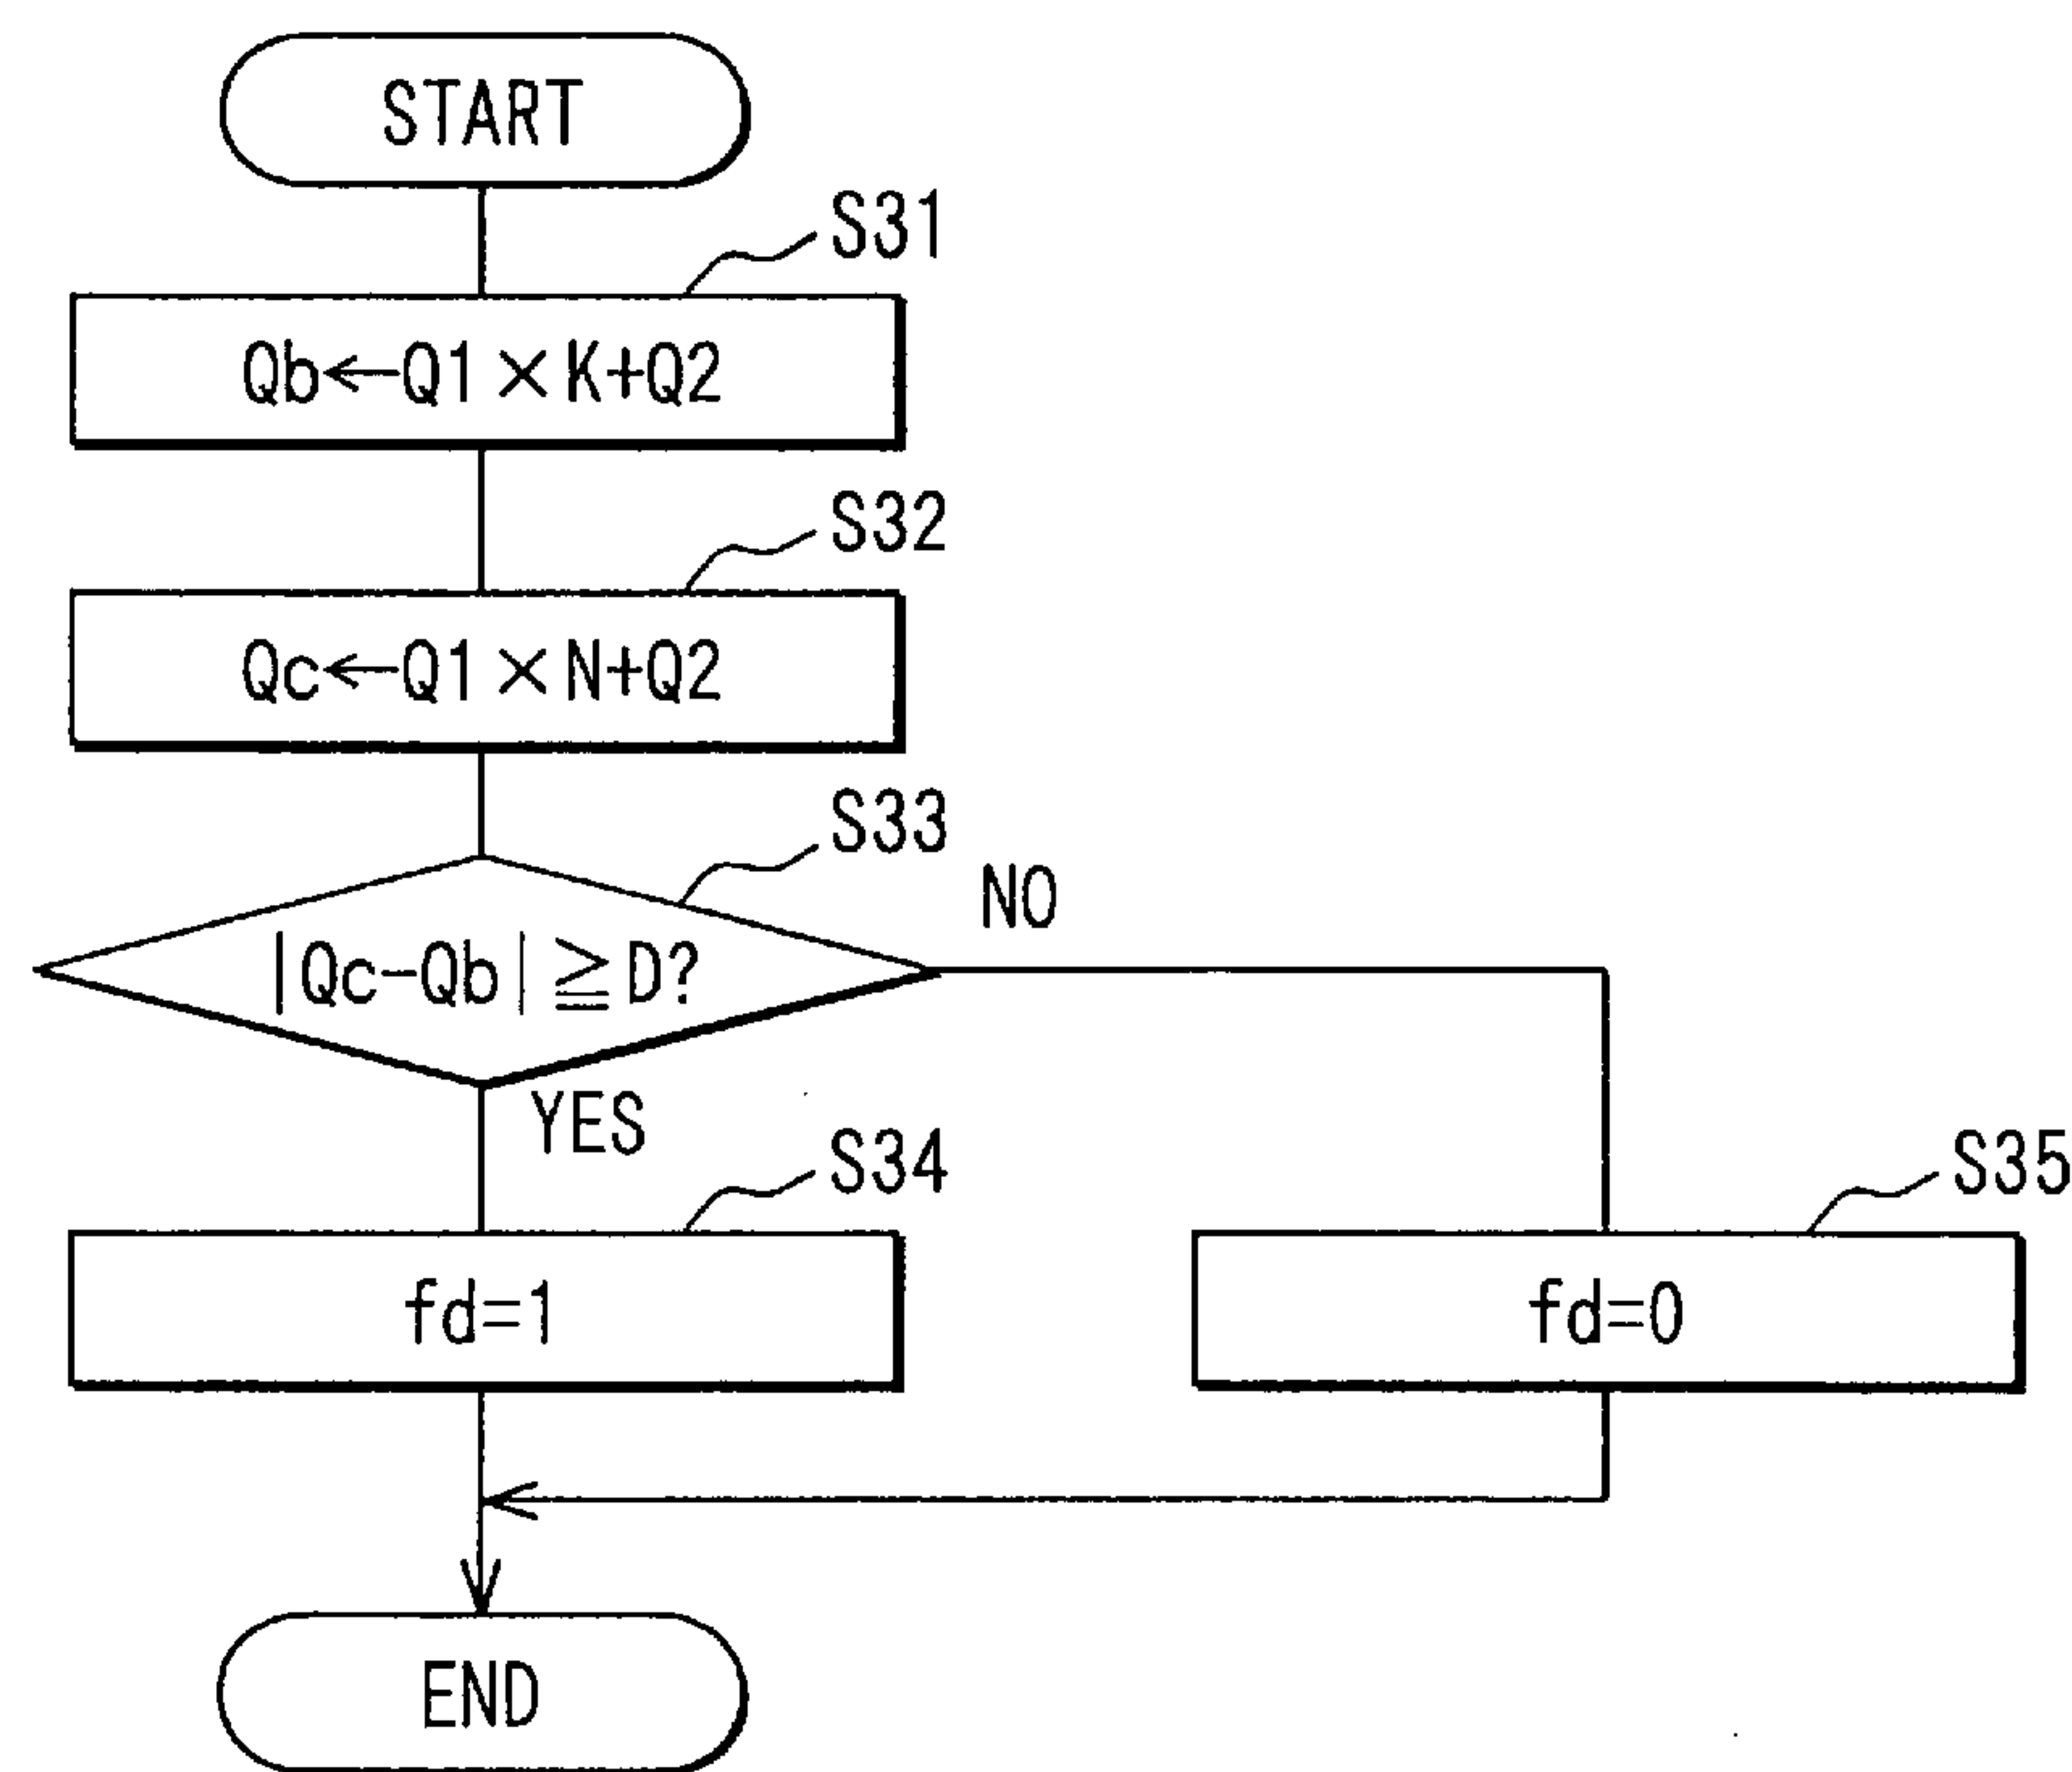 START
S31
Qb←Q1×K+Q2
S32
Qc←Q1×N+Q2
S33
NO
|Qc-Qb|≧D?
YES
S34
S35
fd=1
fd=0
END